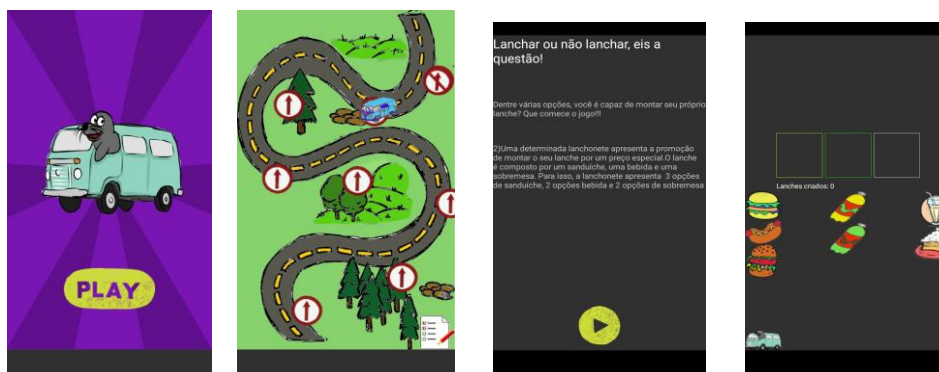 PLAY
Lanchar ou não lanchar, eis a
questão!
Dentre várias opções, você é capaz de montar seu próprio
lanche? Que comece o jogo!!!
2)Uma determinada lanchonete apresenta a promoção
de montar o seu lanche por um preço especial.O lanche
é composto por um sanduíche, uma bebida e uma
sobremesa. Para isso, a lanchonete apresenta 3 opções
de sanduíche, 2 opções bebida e 2 opções de sobremesa
Lanches criados: 0